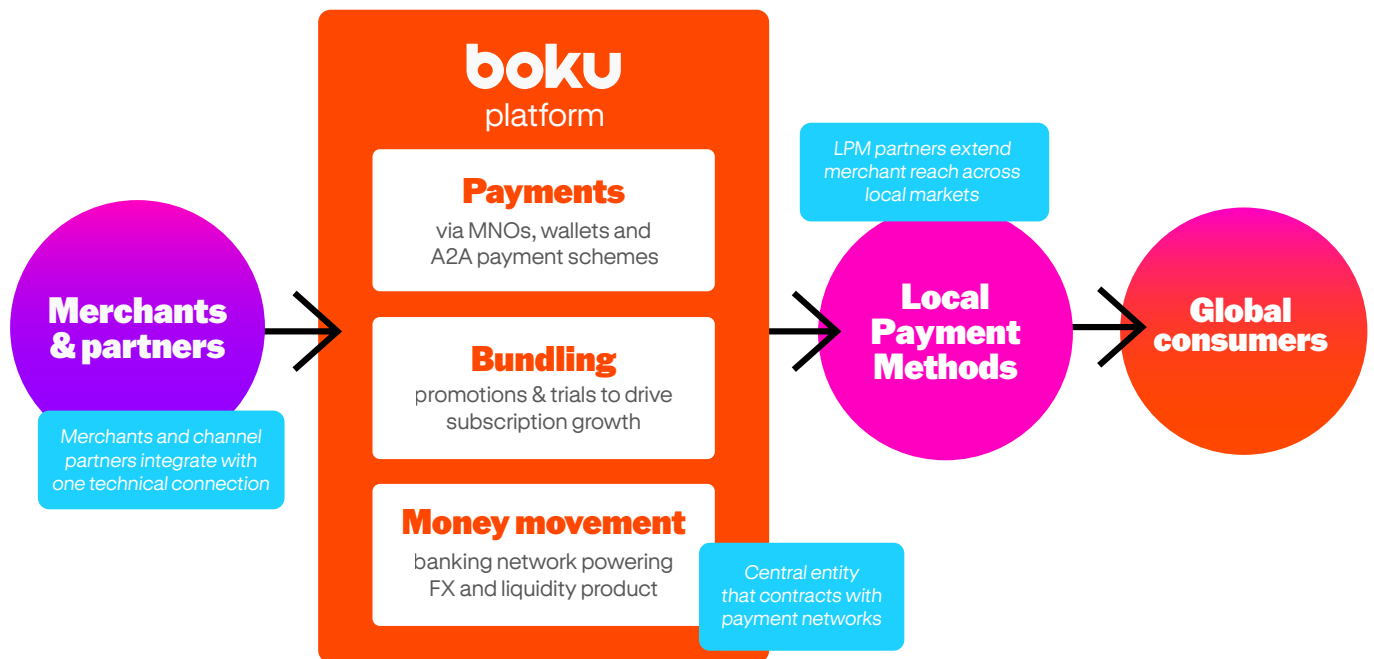 Merchants
& partners
Merchants and channel
partners integrate with
one technical connection
boku
platform
Payments
via MNOs, wallets and
A2A payment schemes
Bundling
promotions & trials to drive
subscription growth
Money movement
banking network powering
FX and liquidity product
Central entity
that contracts with
payment networks
LPM partners extend
merchant reach across
local markets
Local
Payment
Methods
Global
consumers